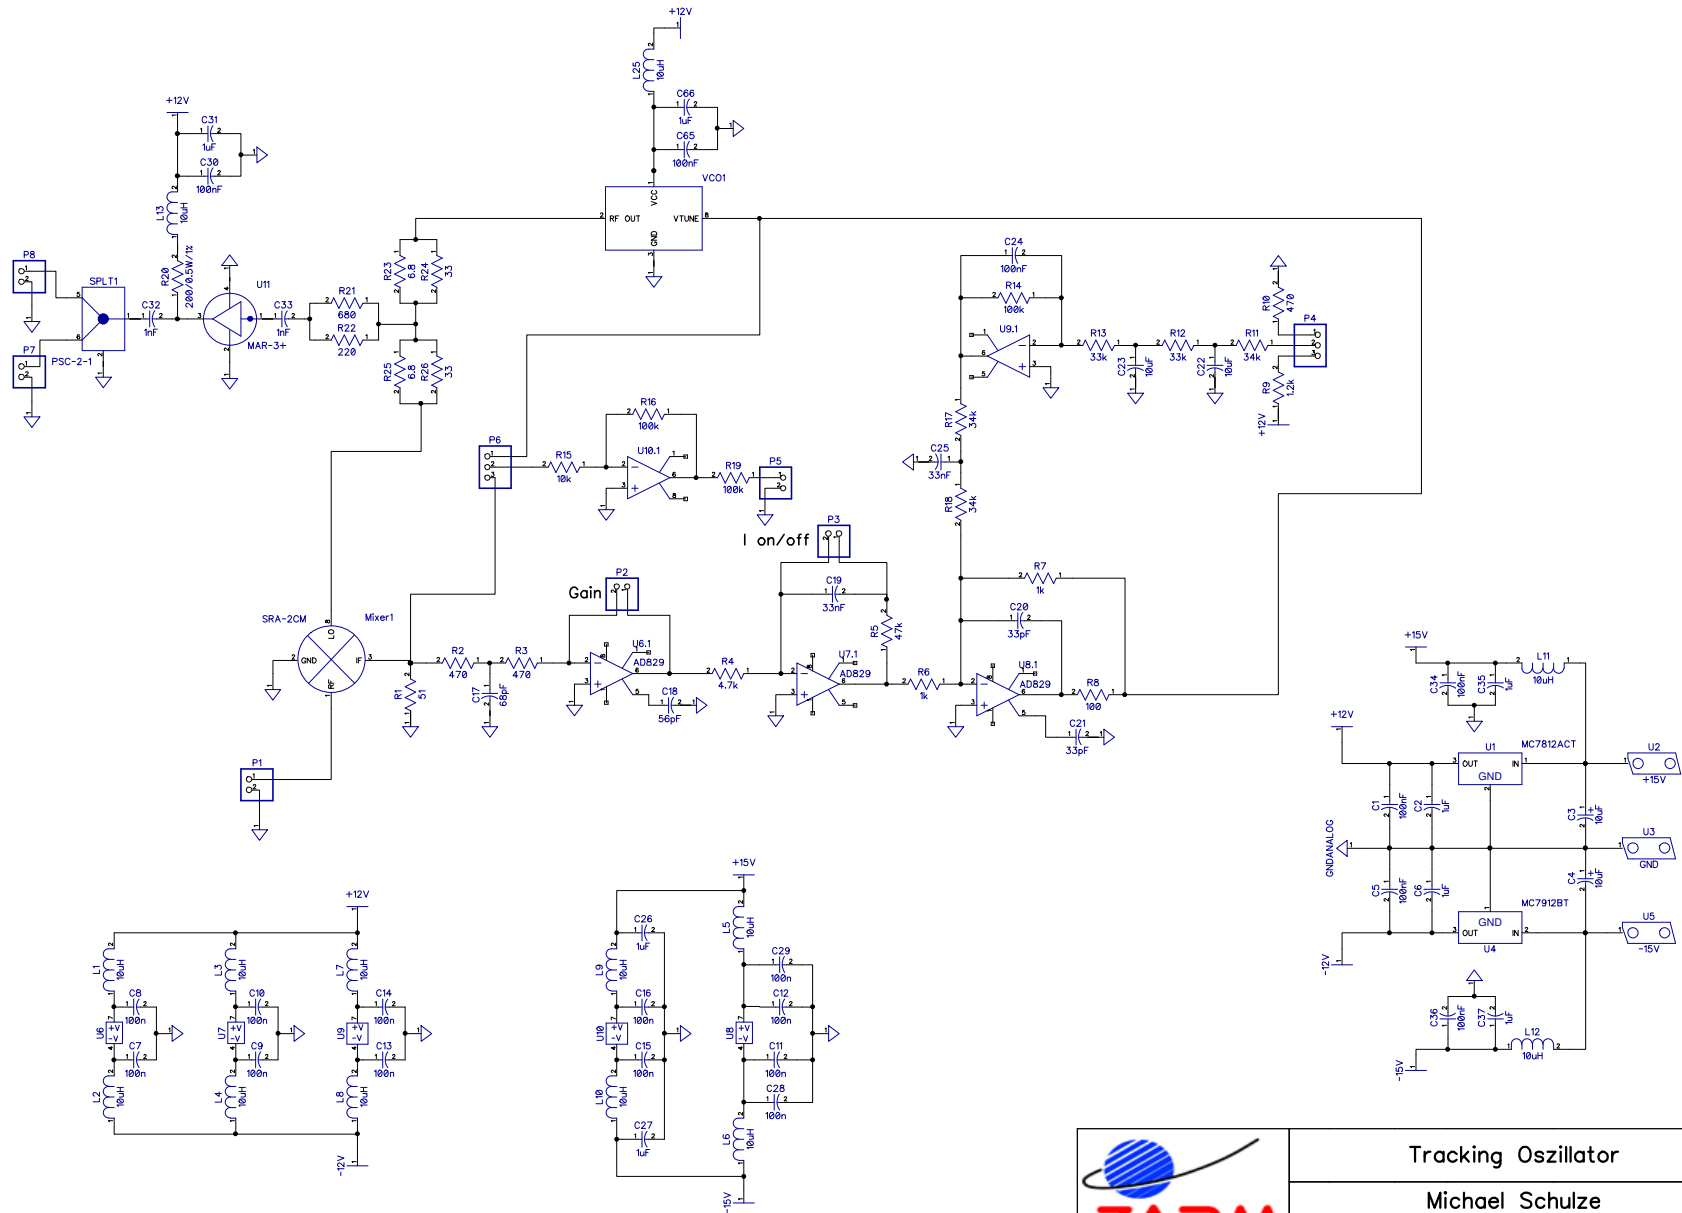 +12V
L25
10uH
C66
1uF
C65
100nF
VCO1
VCC
RF OUT
VTUNE
GND
+12V
C31
1uF
C30
100nF
L13
10uH
R20
200/0.5W/1%
P8
SPLT1
PSC-2-1
P7
C32
1nF
U11
MAR-3+
C33
1nF
R21
680
R22
220
R23
6.8
R24
33
R25
6.8
R26
33
C24
100nF
R14
100k
U9.1
R13
33k
R12
33k
R11
34k
C23
10uF
C22
10uF
R10
470
P4
R9
1.2k
+12V
R17
34k
C25
33nF
R18
34k
P6
R15
10k
R16
100k
U10.1
R19
100k
P5
P3
I on/off
C19
33nF
R5
47k
P2
Gain
SRA-2CM
Mixer1
LO
GND
IF
RF
R1
51
R2
470
C17
68pF
R3
470
U6.1
AD829
C18
56pF
R4
4.7k
U7.1
AD829
R6
1k
R7
1k
C20
33pF
U8.1
AD829
R8
100
C21
33pF
P1
+15V
C34
100nF
C35
1uF
L11
10uH
+12V
U1
MC7812ACT
OUT
IN
GND
U2
+15V
C1
100nF
C2
1uF
C3
10uF
GNDANALOG
U3
GND
C5
100nF
C6
1uF
C4
10uF
MC7912BT
GND
OUT
IN
U4
U5
-15V
-12V
C36
100nF
C37
1uF
L12
10uH
-15V
+12V
L1
10uH
L3
10uH
L7
10uH
C8
100n
C10
100n
C14
100n
U6
+V
-V
U7
+V
-V
U9
+V
-V
C7
100n
C9
100n
C13
100n
L2
10uH
L4
10uH
L8
10uH
-12V
+15V
C26
1uF
L5
10uH
L9
10uH
C29
100n
C16
100n
C12
100n
U10
+V
-V
U8
+V
-V
C15
100n
C11
100n
L10
10uH
C28
100n
C27
1uF
L6
10uH
-15V
Tracking Oszillator
Michael Schulze